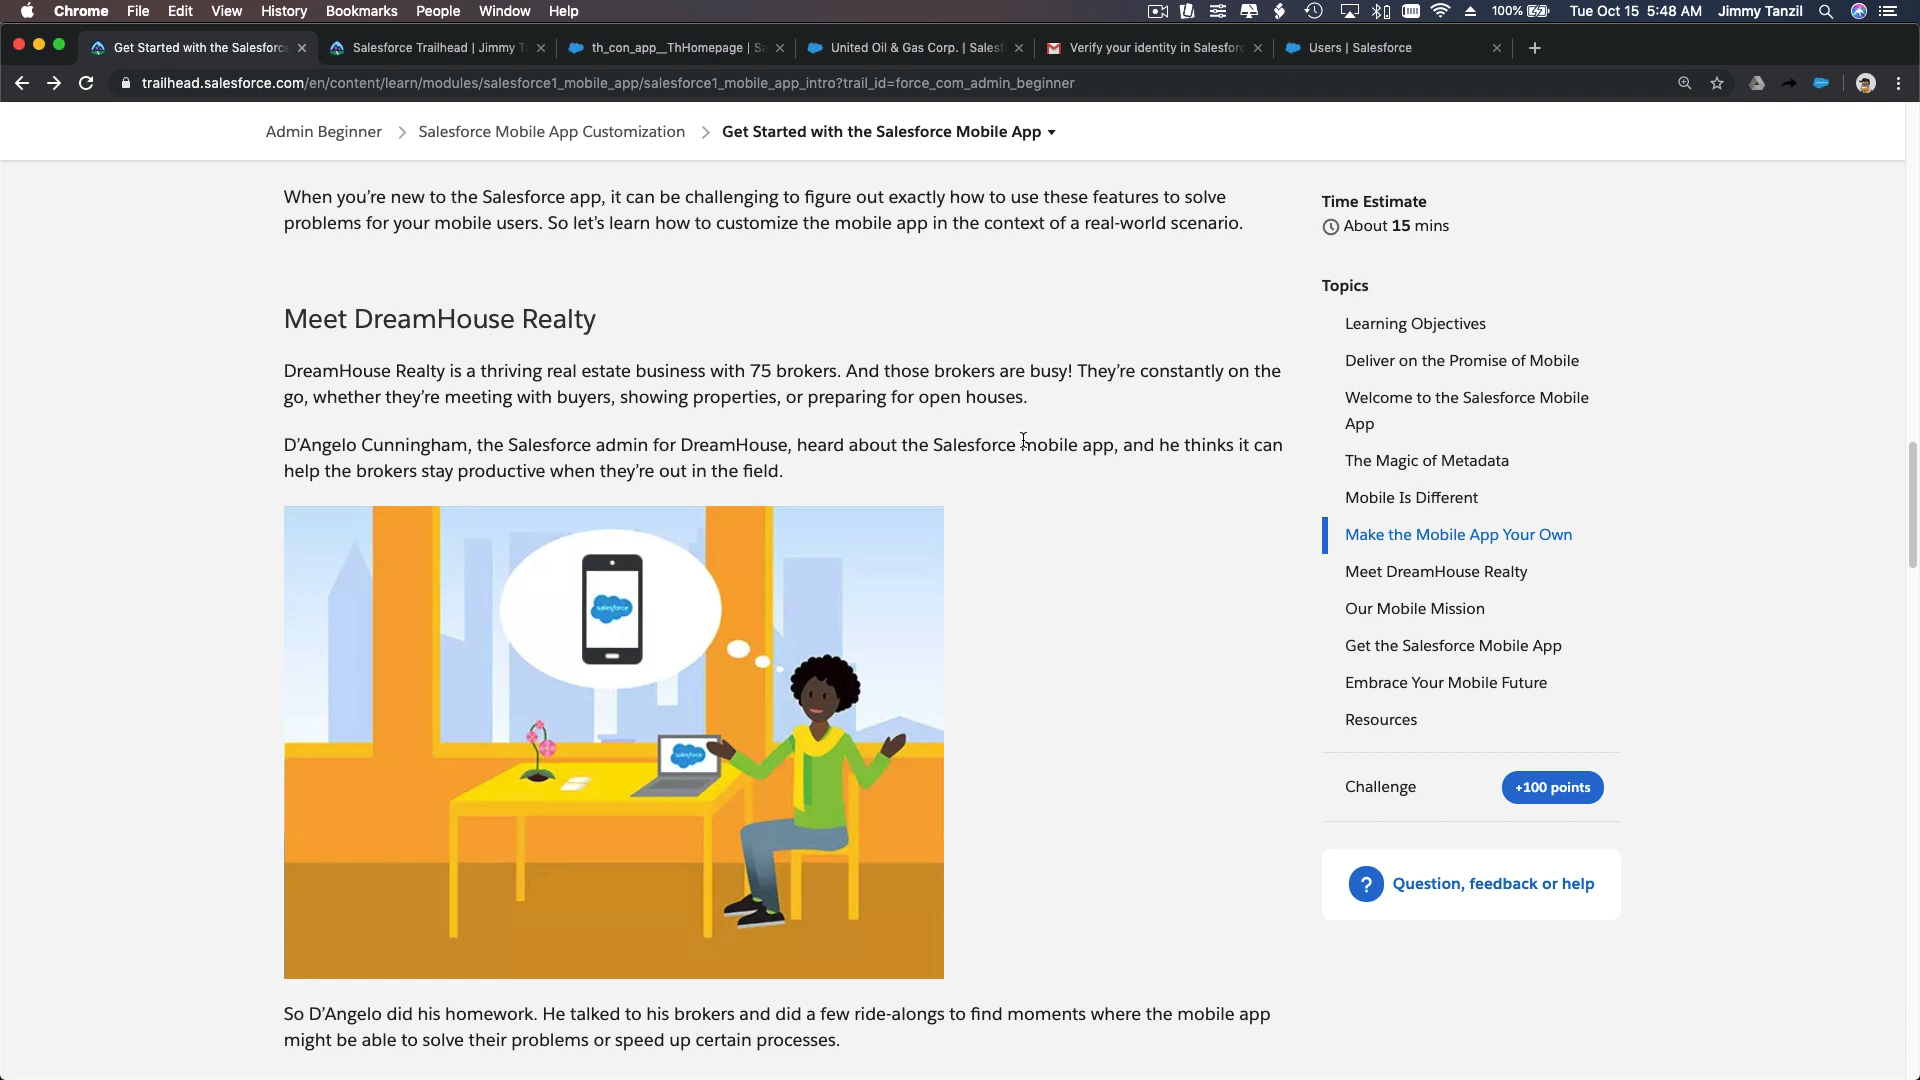 Chrome File Edit View History Bookmarks People Window Help 100% Tue Oct 15 5:48 AM Jimmy Tanzil
Get Started with the Salesforce Salesforce Trailhead | Jimmy T th_con_app__ThHomepage | Sa United Oil & Gas Corp. | Salesf Verify your identity in Salesfor Users | Salesforce
trailhead.salesforce.com/en/content/learn/modules/salesforce1_mobile_app/salesforce1_mobile_app_intro?trail_id=force_com_admin_beginner
Admin Beginner > Salesforce Mobile App Customization > Get Started with the Salesforce Mobile App
When you're new to the Salesforce app, it can be challenging to figure out exactly how to use these features to solve
problems for your mobile users. So let's learn how to customize the mobile app in the context of a real-world scenario.
Meet DreamHouse Realty
DreamHouse Realty is a thriving real estate business with 75 brokers. And those brokers are busy! They're constantly on the
go, whether they're meeting with buyers, showing properties, or preparing for open houses.
D'Angelo Cunningham, the Salesforce admin for DreamHouse, heard about the Salesforce mobile app, and he thinks it can
help the brokers stay productive when they're out in the field.
salesforce
salesforce
So D'Angelo did his homework. He talked to his brokers and did a few ride-alongs to find moments where the mobile app
might be able to solve their problems or speed up certain processes.
Time Estimate
About 15 mins
Topics
Learning Objectives
Deliver on the Promise of Mobile
Welcome to the Salesforce Mobile
App
The Magic of Metadata
Mobile Is Different
Make the Mobile App Your Own
Meet DreamHouse Realty
Our Mobile Mission
Get the Salesforce Mobile App
Embrace Your Mobile Future
Resources
Challenge +100 points
? Question, feedback or help